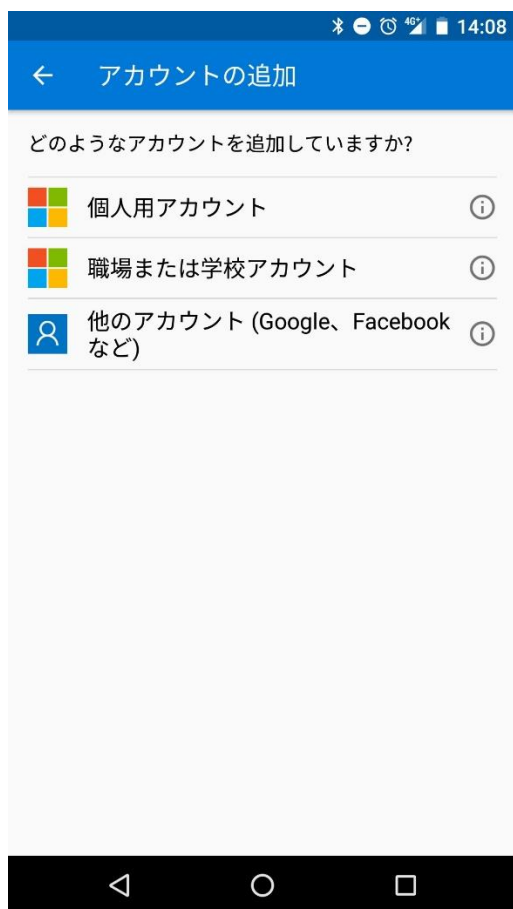 4G+ 14:08
アカウントの追加
どのようなアカウントを追加していますか?
個人用アカウント
職場または学校アカウント
他のアカウント (Google、Facebook
など)